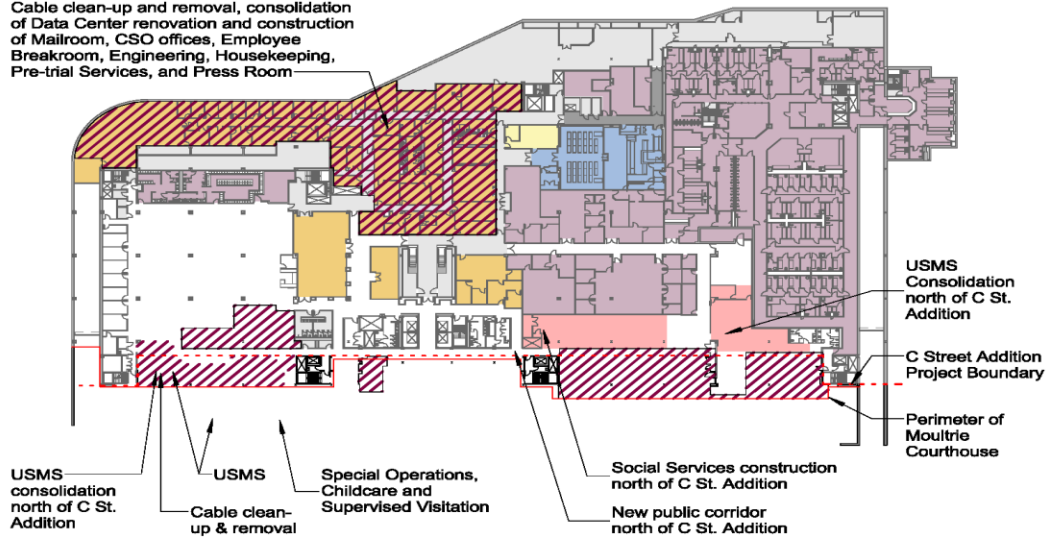 Cable clean-up and removal, consolidation
of Data Center renovation and construction
of Mailroom, CSO offices, Employee
Breakroom, Engineering, Housekeeping,
Pre-trial Services, and Press Room
USMS
Consolidation
north of C St.
Addition
C Street Addition
Project Boundary
Perimeter of
Moultrie
Courthouse
USMS
consolidation
north of C St.
Addition
Cable clean-
up & removal
USMS
Special Operations,
Childcare and
Supervised Visitation
Social Services construction
north of C St. Addition
New public corridor
north of C St. Addition